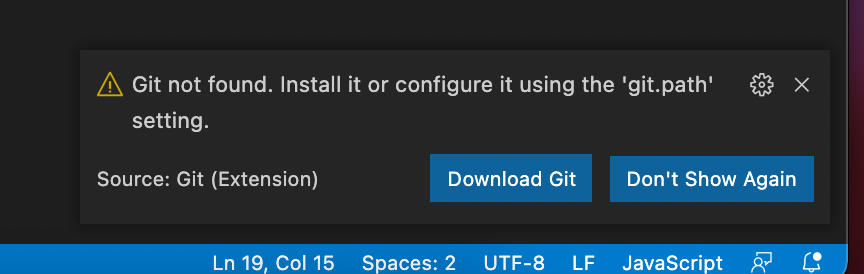 Git not found. Install it or configure it using the 'git.path'
setting.
Source: Git (Extension)
Download Git
Don't Show Again
Ln 19, Col 15 Spaces: 2 UTF-8 LF JavaScript